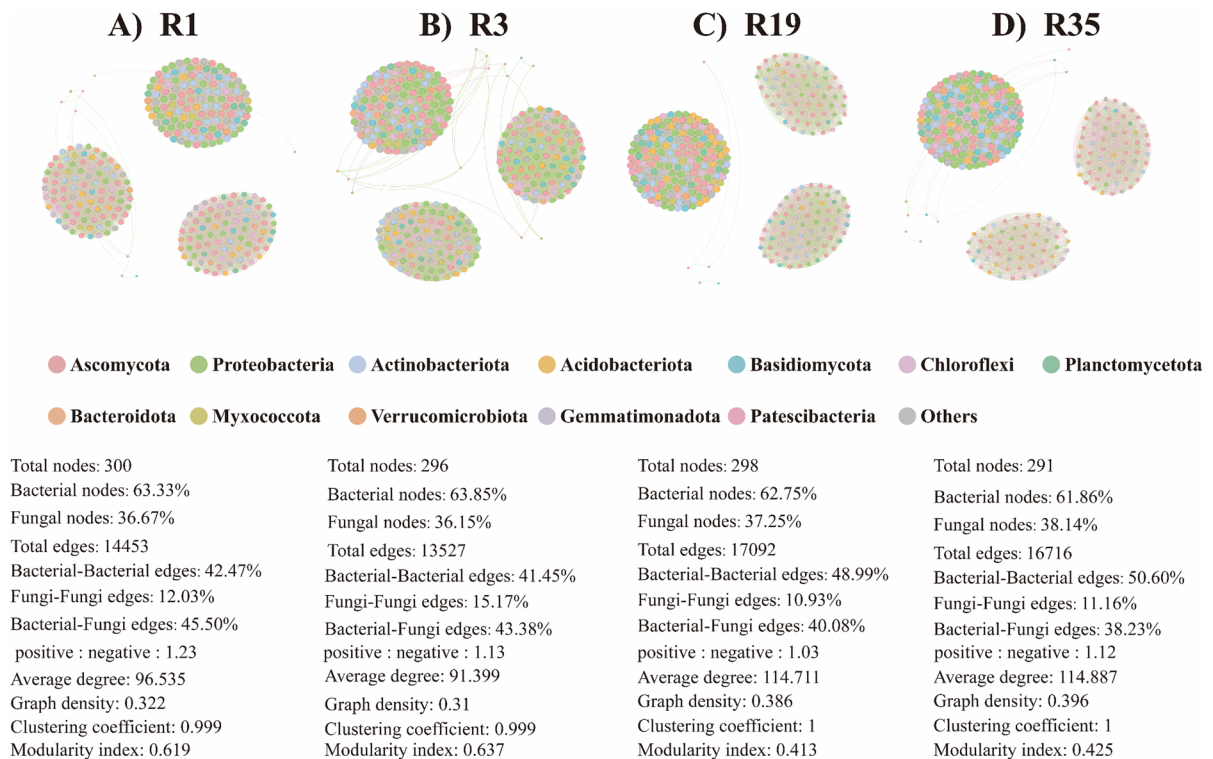 A) R1
B) R3
C) R19
D) R35
Ascomycota Proteobacteria Actinobacteriota Acidobacteriota Basidiomycota Chloroflexi Planctomycetota
Bacteroidota Myxococcota Verrucomicrobiota Gemmatimonadota Patescibacteria Others
Total nodes: 300
Bacterial nodes: 63.33%
Fungal nodes: 36.67%
Total edges: 14453
Bacterial-Bacterial edges: 42.47%
Fungi-Fungi edges: 12.03%
Bacterial-Fungi edges: 45.50%
positive : negative : 1.23
Average degree: 96.535
Graph density: 0.322
Clustering coefficient: 0.999
Modularity index: 0.619
Total nodes: 296
Bacterial nodes: 63.85%
Fungal nodes: 36.15%
Total edges: 13527
Bacterial-Bacterial edges: 41.45%
Fungi-Fungi edges: 15.17%
Bacterial-Fungi edges: 43.38%
positive : negative : 1.13
Average degree: 91.399
Graph density: 0.31
Clustering coefficient: 0.999
Modularity index: 0.637
Total nodes: 298
Bacterial nodes: 62.75%
Fungal nodes: 37.25%
Total edges: 17092
Bacterial-Bacterial edges: 48.99%
Fungi-Fungi edges: 10.93%
Bacterial-Fungi edges: 40.08%
positive : negative : 1.03
Average degree: 114.711
Graph density: 0.386
Clustering coefficient: 1
Modularity index: 0.413
Total nodes: 291
Bacterial nodes: 61.86%
Fungal nodes: 38.14%
Total edges: 16716
Bacterial-Bacterial edges: 50.60%
Fungi-Fungi edges: 11.16%
Bacterial-Fungi edges: 38.23%
positive : negative : 1.12
Average degree: 114.887
Graph density: 0.396
Clustering coefficient: 1
Modularity index: 0.425